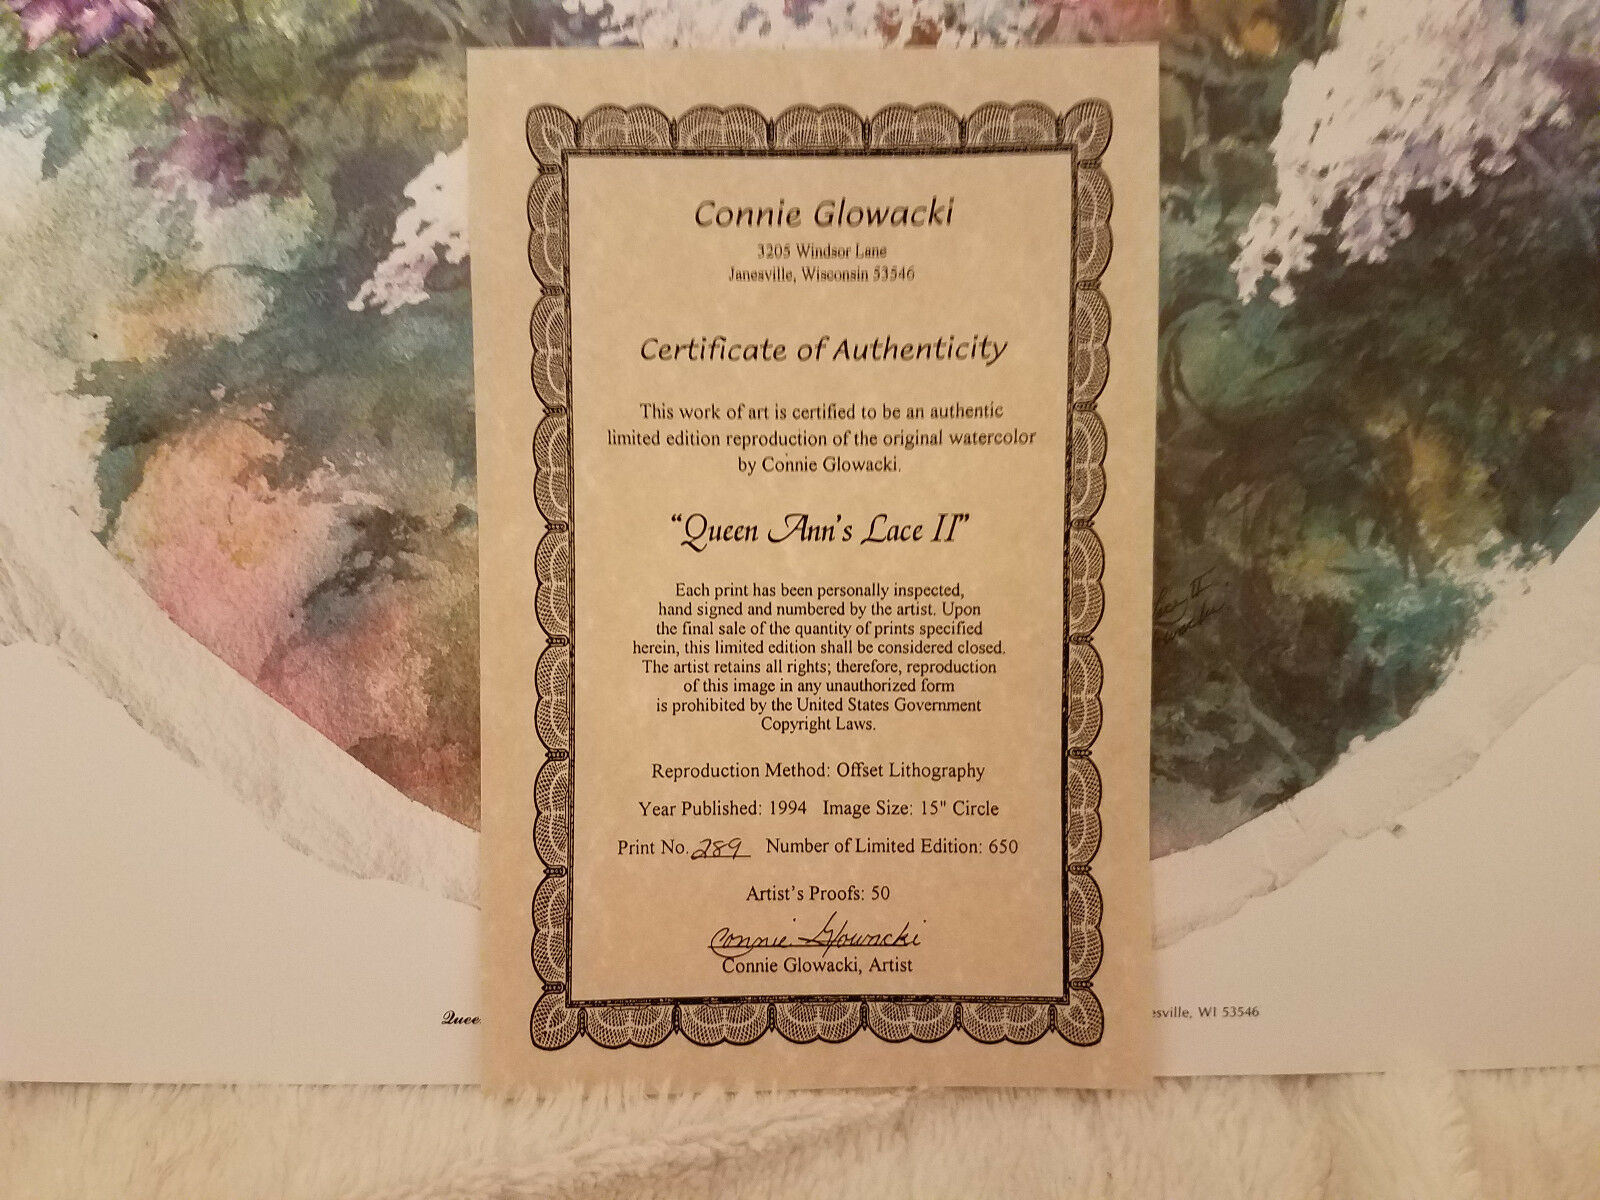 Connie Glowacki
3205 Windsor Lane
Janesville, Wisconsin 53546
Certificate of Authenticity
This work of art is certified to be an authentic
limited edition reproduction of the original watercolor
by Connie Glowacki.
"Queen Ann's Lace II"
Each print has been personally inspected,
hand signed and numbered by the artist. Upon
the final sale of the quantity of prints specified
herein, this limited edition shall be considered closed.
The artist retains all rights; therefore, reproduction
of this image in any unauthorized form
is prohibited by the United States Government
Copyright Laws.
Reproduction Method: Offset Lithography
Year Published: 1994 Image Size: 15" Circle
Print No. 289 Number of Limited Edition: 650
Artist's Proofs: 50
Connie Glowacki
Connie Glowacki, Artist
Quee
esville, WI 53546